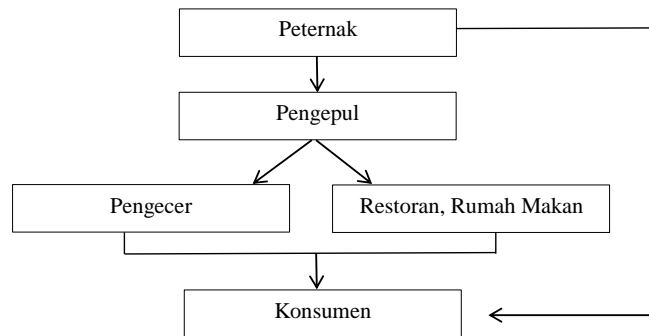 Peternak
Pengepul
Pengecer
Restoran, Rumah Makan
Konsumen